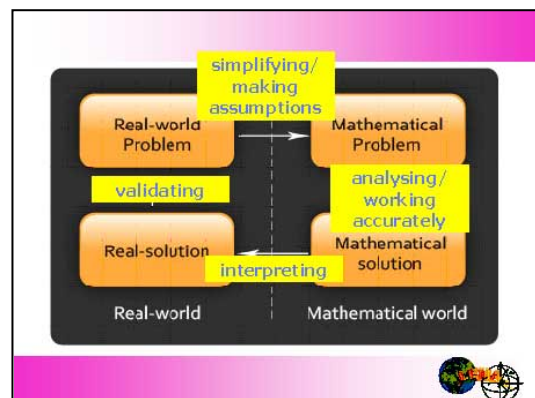 simplifying/
making
assumptions
Real-world
Problem
Mathematical
Problem
validating
analysing/
working
accurately
Real-solution
interpreting
Mathematical
solution
Real-world
Mathematical world